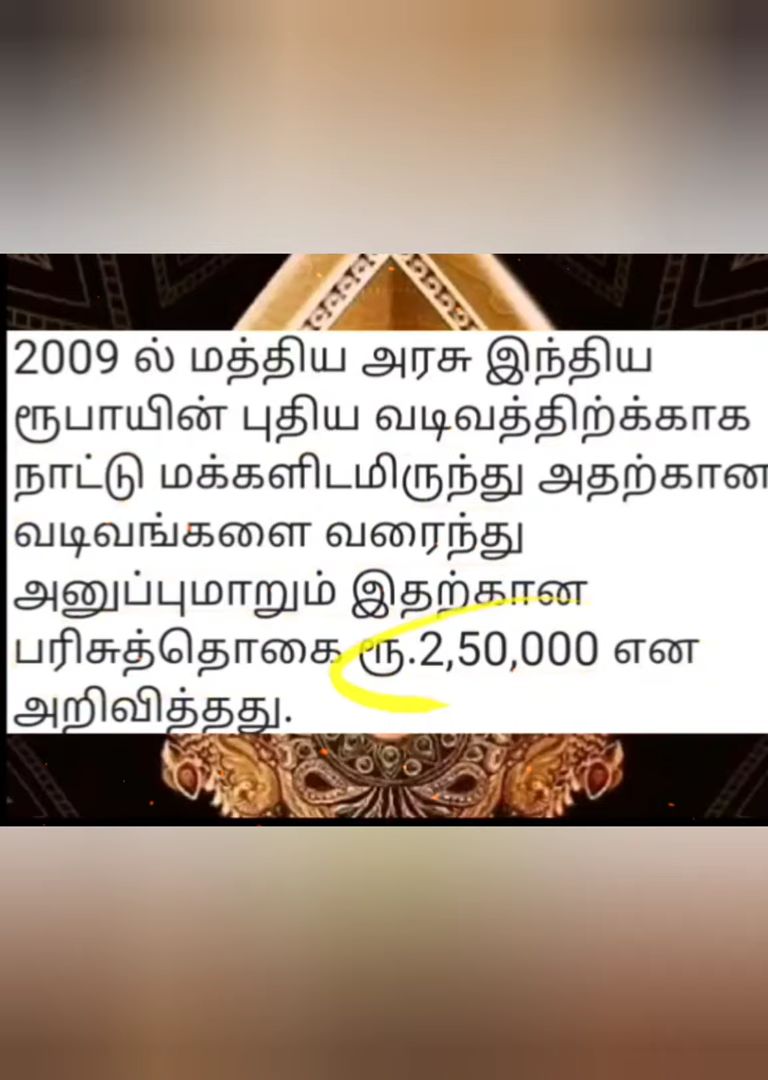 2009 ல் மத்திய அரசு இந்திய
ரூபாயின் புதிய வடிவத்திற்க்காக
நாட்டு மக்களிடமிருந்து அதற்கான
வடிவங்களை வரைந்து
அனுப்புமாறும் இதற்கான
பரிசுத்தொகை ரூ.2,50,000 என
அறிவித்தது.